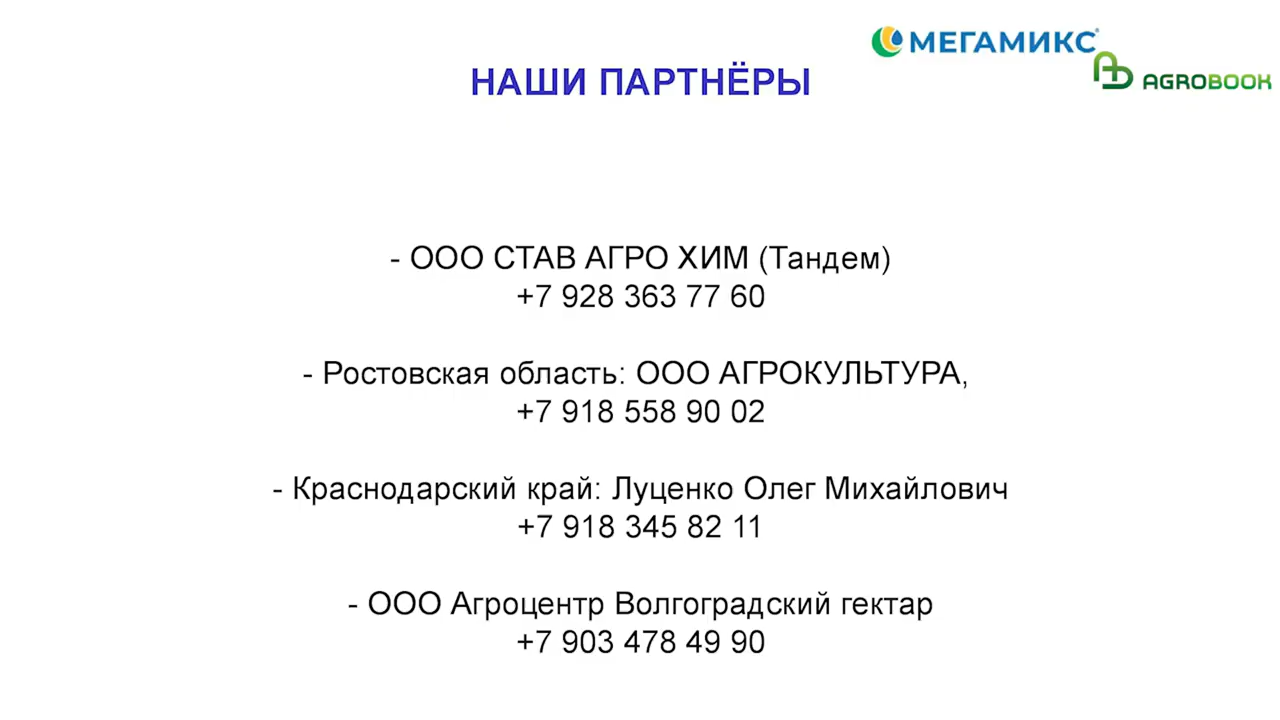 МЕГАМИКС®
НАШИ ПАРТНЁРЫ
AGROBOOK
- ООО СТАВ АГРО ХИМ (Тандем)
+7 928 363 77 60
- Ростовская область: ООО АГРОКУЛЬТУРА,
+7 918 558 90 02
- Краснодарский край: Луценко Олег Михайлович
+7 918 345 82 11
- ООО Агроцентр Волгоградский гектар
+7 903 478 49 90